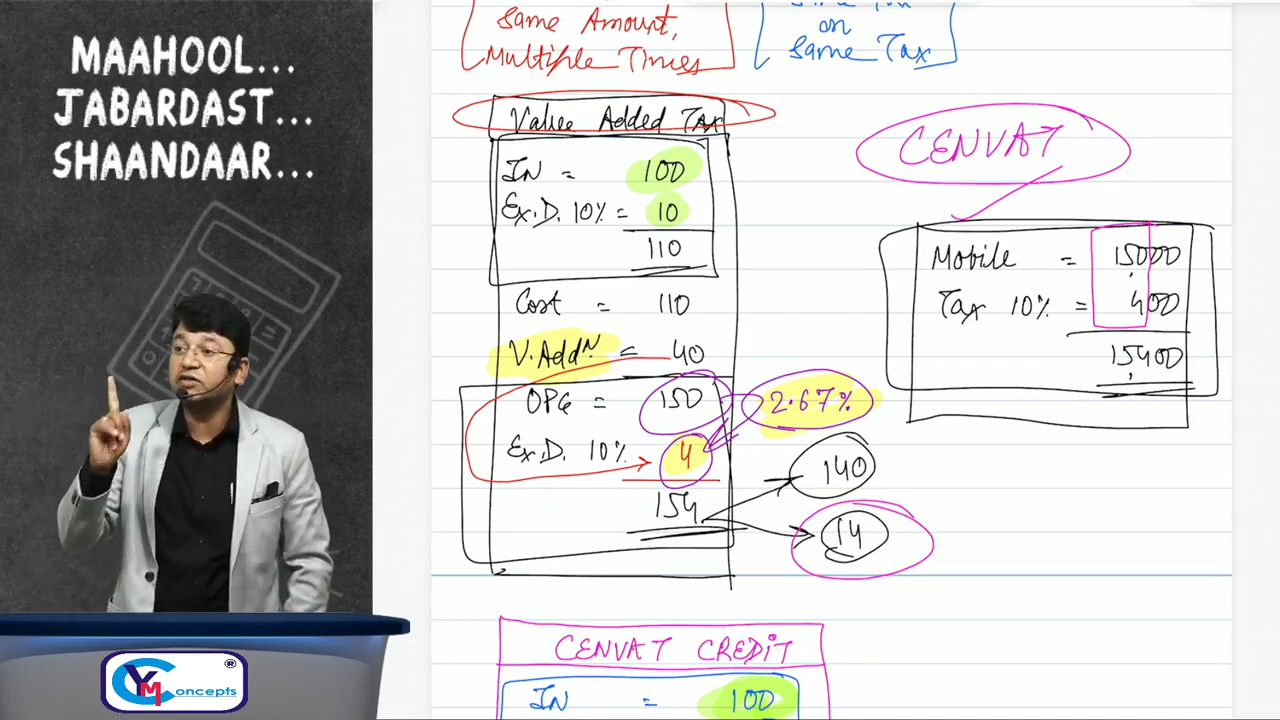 MAAHOOL...
JABARDAST...
SHAANDAAR...
Same Amount,
Multiple Times
on
Same Tax
Value Added Tax
IN = 100
Ex.D. 10% = 10
110
Cost = 110
V.Addⁿ = 40
OPG = 150
2.67%
Ex.D. 10% 4
154
140
14
CENVAT
Mobile = 15000
Tax 10% = 400
15400
CENVAT CREDIT
IN = 100
YM Concepts ®